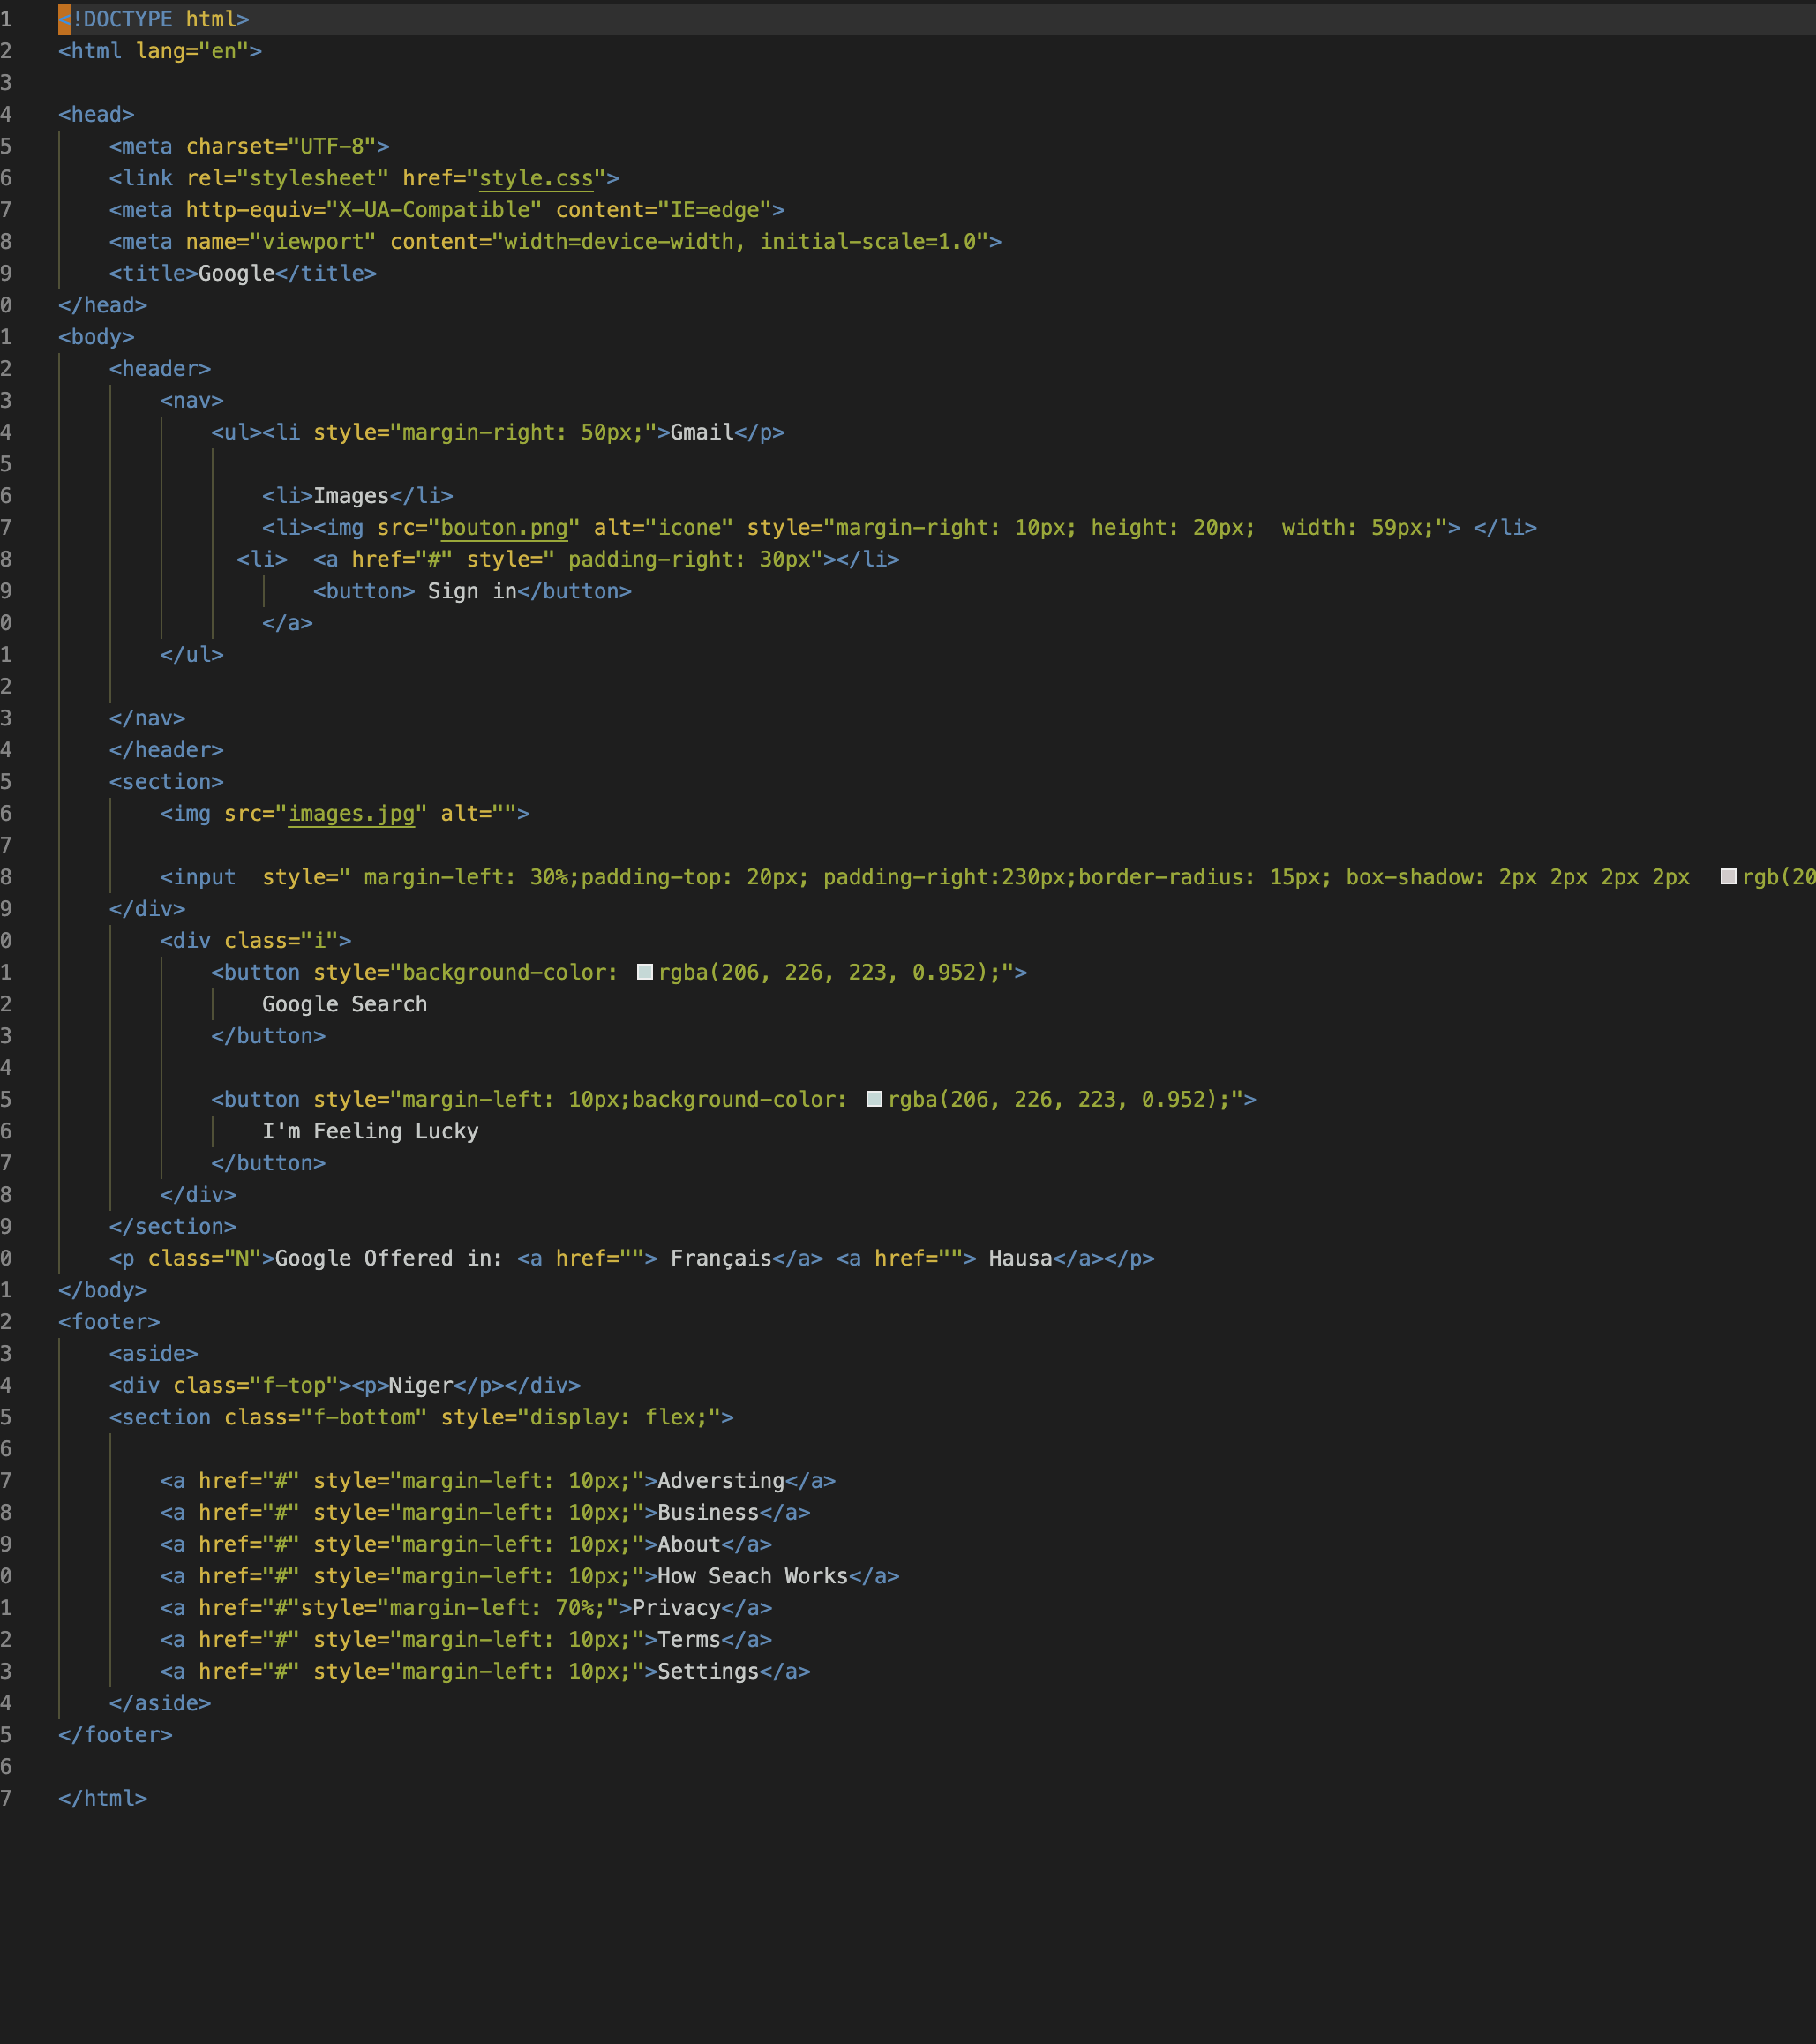 1 <!DOCTYPE html>
2 <html lang="en">
3
4 <head>
5     <meta charset="UTF-8">
6     <link rel="stylesheet" href="style.css">
7     <meta http-equiv="X-UA-Compatible" content="IE=edge">
8     <meta name="viewport" content="width=device-width, initial-scale=1.0">
9     <title>Google</title>
0 </head>
1 <body>
2     <header>
3         <nav>
4             <ul><li style="margin-right: 50px;">Gmail</p>
5
6                 <li>Images</li>
7                 <li><img src="bouton.png" alt="icone" style="margin-right: 10px; height: 20px;  width: 59px;"> </li>
8               <li>  <a href="#" style=" padding-right: 30px"></li>
9                     <button> Sign in</button>
0                 </a>
1         </ul>
2
3     </nav>
4     </header>
5     <section>
6         <img src="images.jpg" alt="">
7
8         <input  style=" margin-left: 30%;padding-top: 20px; padding-right:230px;border-radius: 15px; box-shadow: 2px 2px 2px 2px  rgb(20
9     </div>
0         <div class="i">
1             <button style="background-color: rgba(206, 226, 223, 0.952);">
2                 Google Search
3             </button>
4
5             <button style="margin-left: 10px;background-color: rgba(206, 226, 223, 0.952);">
6                 I'm Feeling Lucky
7             </button>
8         </div>
9     </section>
0     <p class="N">Google Offered in: <a href=""> Français</a> <a href=""> Hausa</a></p>
1 </body>
2 <footer>
3     <aside>
4     <div class="f-top"><p>Niger</p></div>
5     <section class="f-bottom" style="display: flex;">
6
7         <a href="#" style="margin-left: 10px;">Adversting</a>
8         <a href="#" style="margin-left: 10px;">Business</a>
9         <a href="#" style="margin-left: 10px;">About</a>
0         <a href="#" style="margin-left: 10px;">How Seach Works</a>
1         <a href="#"style="margin-left: 70%;">Privacy</a>
2         <a href="#" style="margin-left: 10px;">Terms</a>
3         <a href="#" style="margin-left: 10px;">Settings</a>
4     </aside>
5 </footer>
6
7 </html>